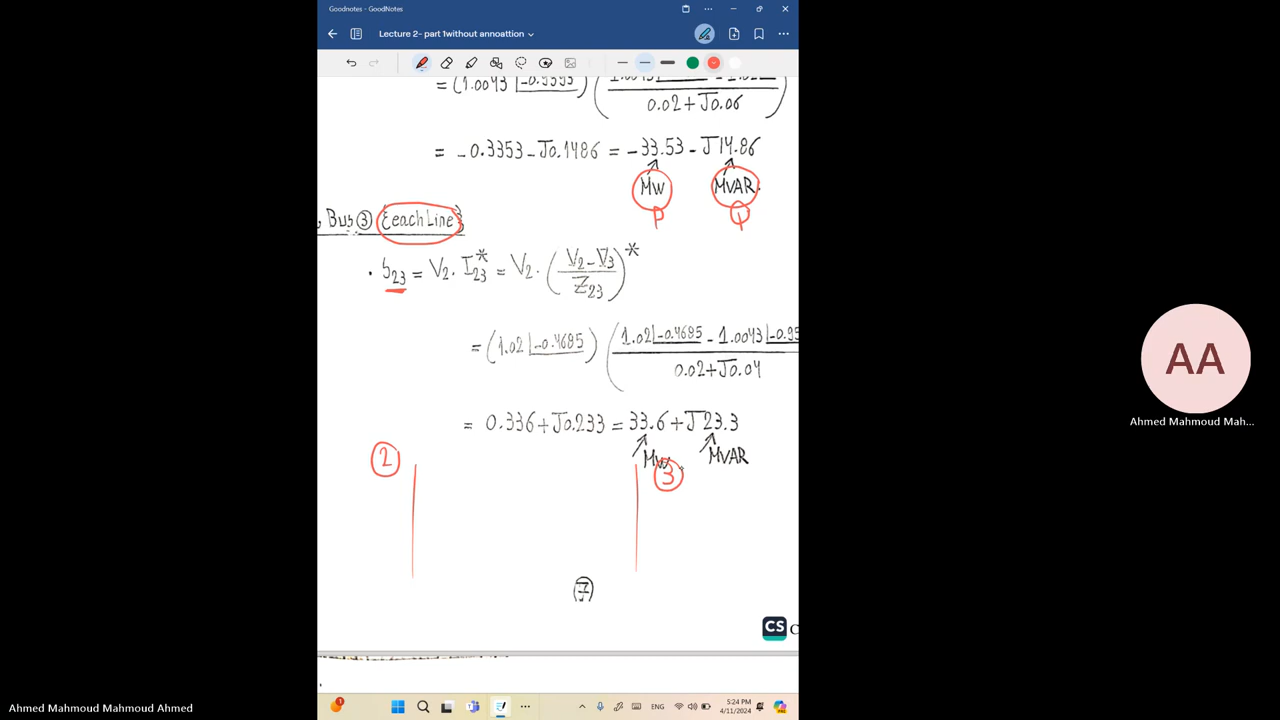 Goodnotes - GoodNotes
Lecture 2- part 1without annoattion
= (1.0043 ∠-0.9393) (
0.02+J0.06
= -0.3353-J0.1486 = -33.53 - J14.86
MW MVAR.
P Q
Bus ③ {each Line}
. S23 = V2 . I23* = V2 . ( V2 - V3 / Z23 )*
= (1.02∠-0.4685) ( 1.02∠-0.4685 - 1.0043∠-0.93
0.02+J0.04
= 0.336+J0.233 = 33.6+J23.3
MW MVAR
② ③
(7)
CS C
AA
Ahmed Mahmoud Mah...
Ahmed Mahmoud Mahmoud Ahmed
1
ENG
5:24 PM
4/11/2024